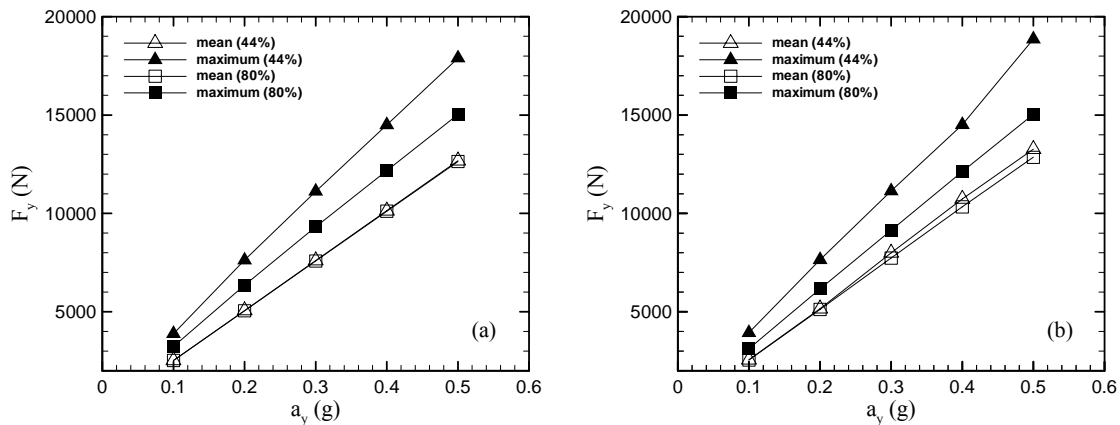 20000
15000
10000
5000
F_y (N)
mean (44%)
maximum (44%)
mean (80%)
maximum (80%)
(a)
0 0.1 0.2 0.3 0.4 0.5 0.6
a_y (g)
20000
15000
10000
5000
F_y (N)
mean (44%)
maximum (44%)
mean (80%)
maximum (80%)
(b)
0 0.1 0.2 0.3 0.4 0.5 0.6
a_y (g)